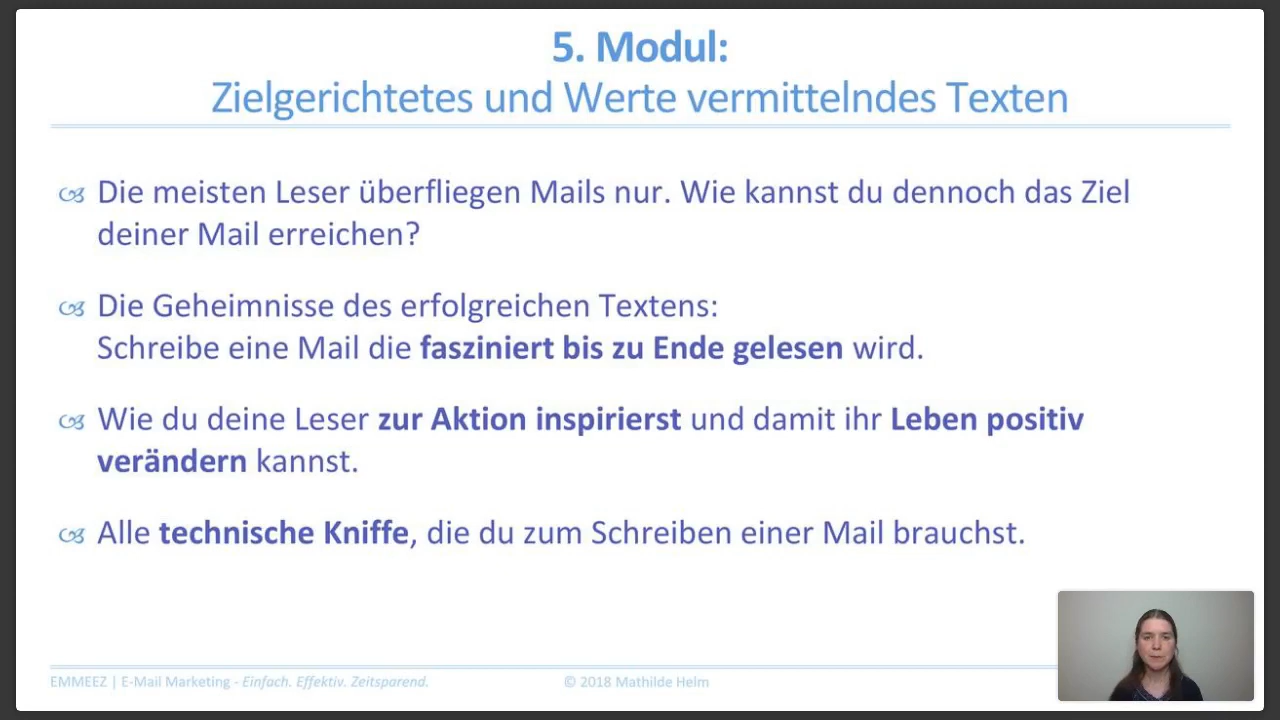 5. Modul:
Zielgerichtetes und Werte vermittelndes Texten
Die meisten Leser überfliegen Mails nur. Wie kannst du dennoch das Ziel
deiner Mail erreichen?
Die Geheimnisse des erfolgreichen Textens:
Schreibe eine Mail die fasziniert bis zu Ende gelesen wird.
Wie du deine Leser zur Aktion inspirierst und damit ihr Leben positiv
verändern kannst.
Alle technische Kniffe, die du zum Schreiben einer Mail brauchst.
EMMEEZ | E-Mail Marketing - Einfach. Effektiv. Zeitsparend.
© 2018 Mathilde Helm